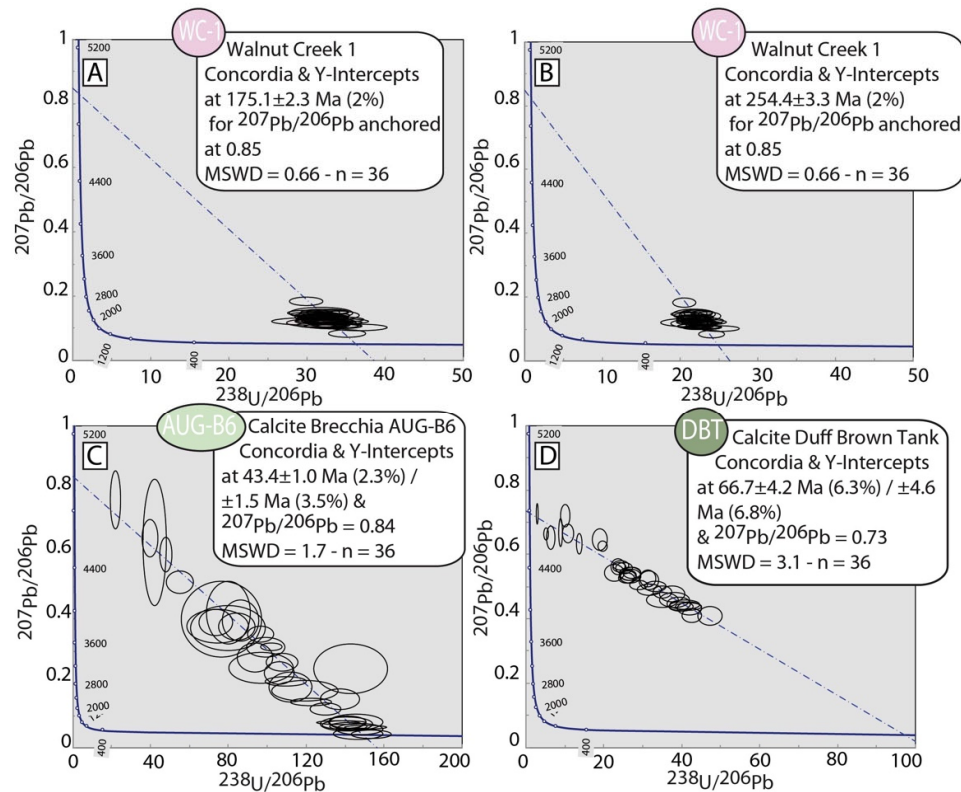 WC-1
Walnut Creek 1
Concordia & Y-Intercepts
at 175.1±2.3 Ma (2%)
for 207Pb/206Pb anchored
at 0.85
MSWD = 0.66 - n = 36
A
1
0.8
0.6
0.4
0.2
0
207Pb/206Pb
5200
4400
3600
2800
2000
1200
400
0 10 20 30 40 50
238U/206Pb
WC-1
Walnut Creek 1
Concordia & Y-Intercepts
at 254.4±3.3 Ma (2%)
for 207Pb/206Pb anchored
at 0.85
MSWD = 0.66 - n = 36
B
1
0.8
0.6
0.4
0.2
0
207Pb/206Pb
5200
4400
3600
2800
2000
1200
400
0 10 20 30 40 50
238U/206Pb
AUG-B6
Calcite Brecchia AUG-B6
Concordia & Y-Intercepts
at 43.4±1.0 Ma (2.3%) /
±1.5 Ma (3.5%) &
207Pb/206Pb = 0.84
MSWD = 1.7 - n = 36
C
1
0.8
0.6
0.4
0.2
0
207Pb/206Pb
5200
4400
3600
2800
2000
400
0 40 80 120 160 200
238U/206Pb
DBT
Calcite Duff Brown Tank
Concordia & Y-Intercepts
at 66.7±4.2 Ma (6.3%) / ±4.6
Ma (6.8%)
& 207Pb/206Pb = 0.73
MSWD = 3.1 - n = 36
D
1
0.8
0.6
0.4
0.2
0
207Pb/206Pb
5200
4400
3600
2800
2000
400
0 20 40 60 80 100
238U/206Pb